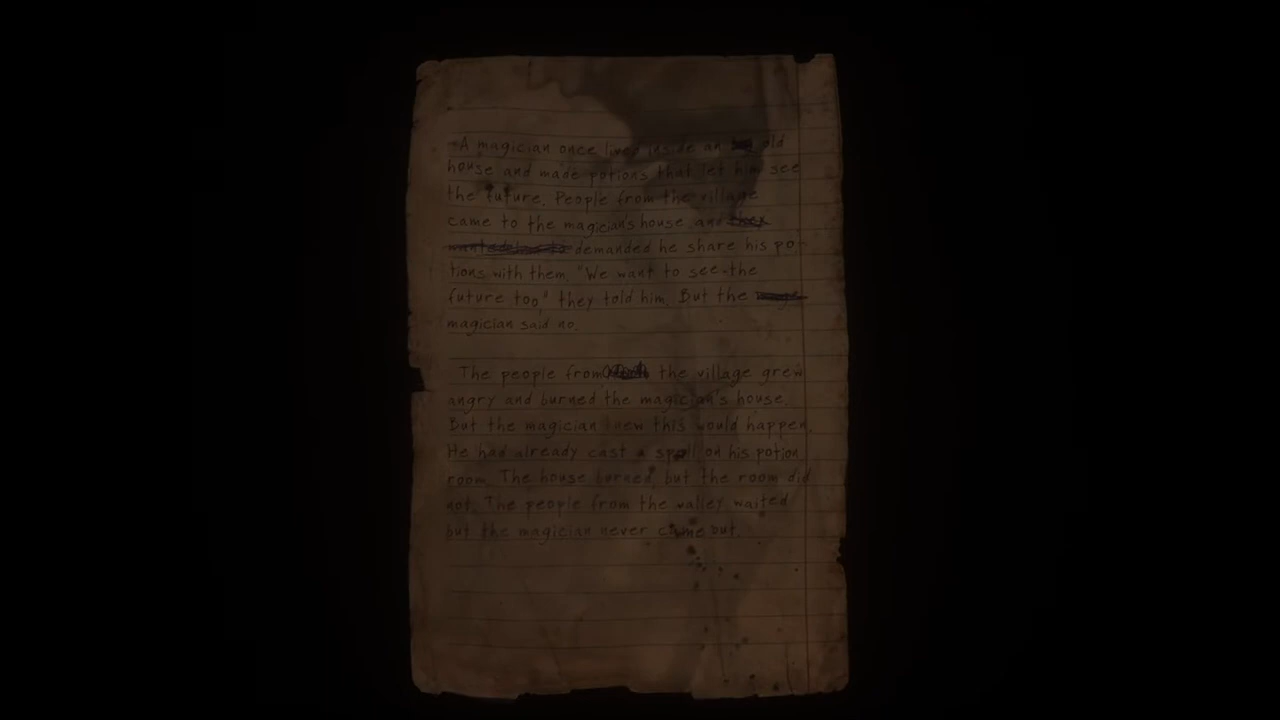 A magician once lived inside an old
house and made potions that let him see
the future. People from the village
came to the magician's house and they
demanded he share his po-
tions with them. "We want to see the
future too," they told him. But the
magician said no.
The people from the village grew
angry and burned the magician's house.
But the magician knew this would happen.
He had already cast a spell on his potion
room. The house burned, but the room did
not. The people from the valley waited
but the magician never came out.